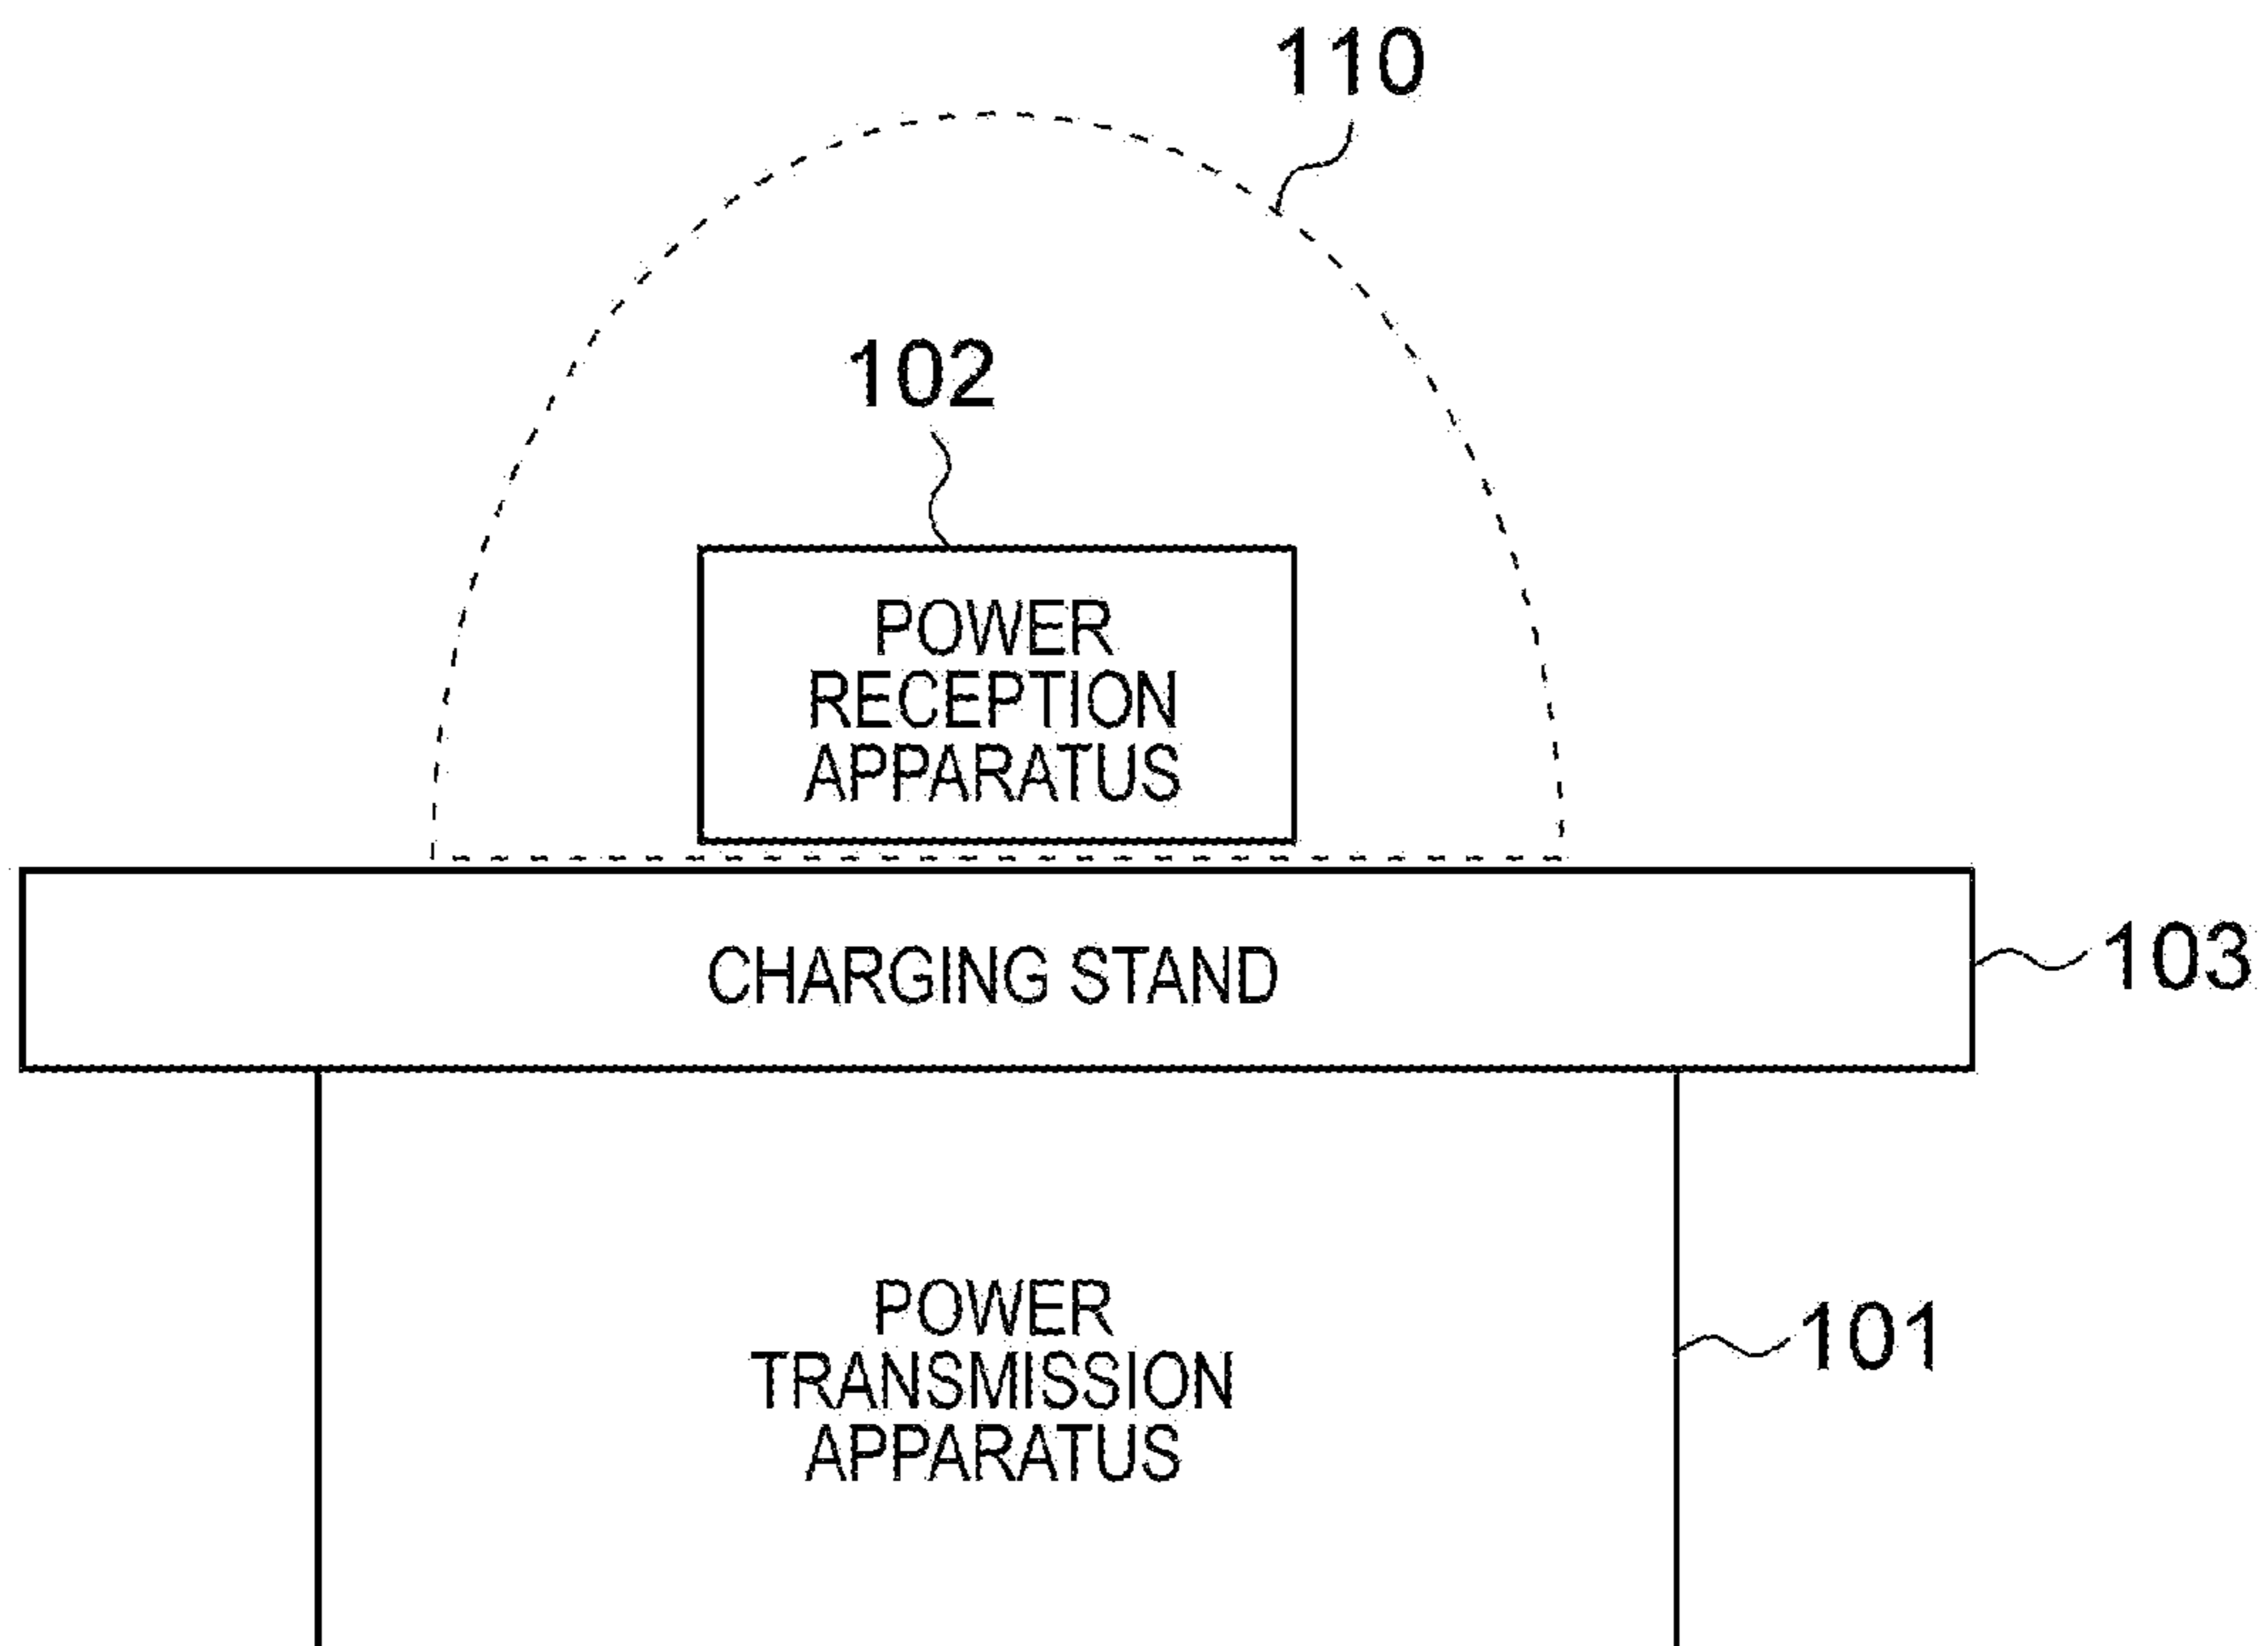 110
102
POWER
RECEPTION
APPARATUS
CHARGING STAND
103
POWER
TRANSMISSION
APPARATUS
101